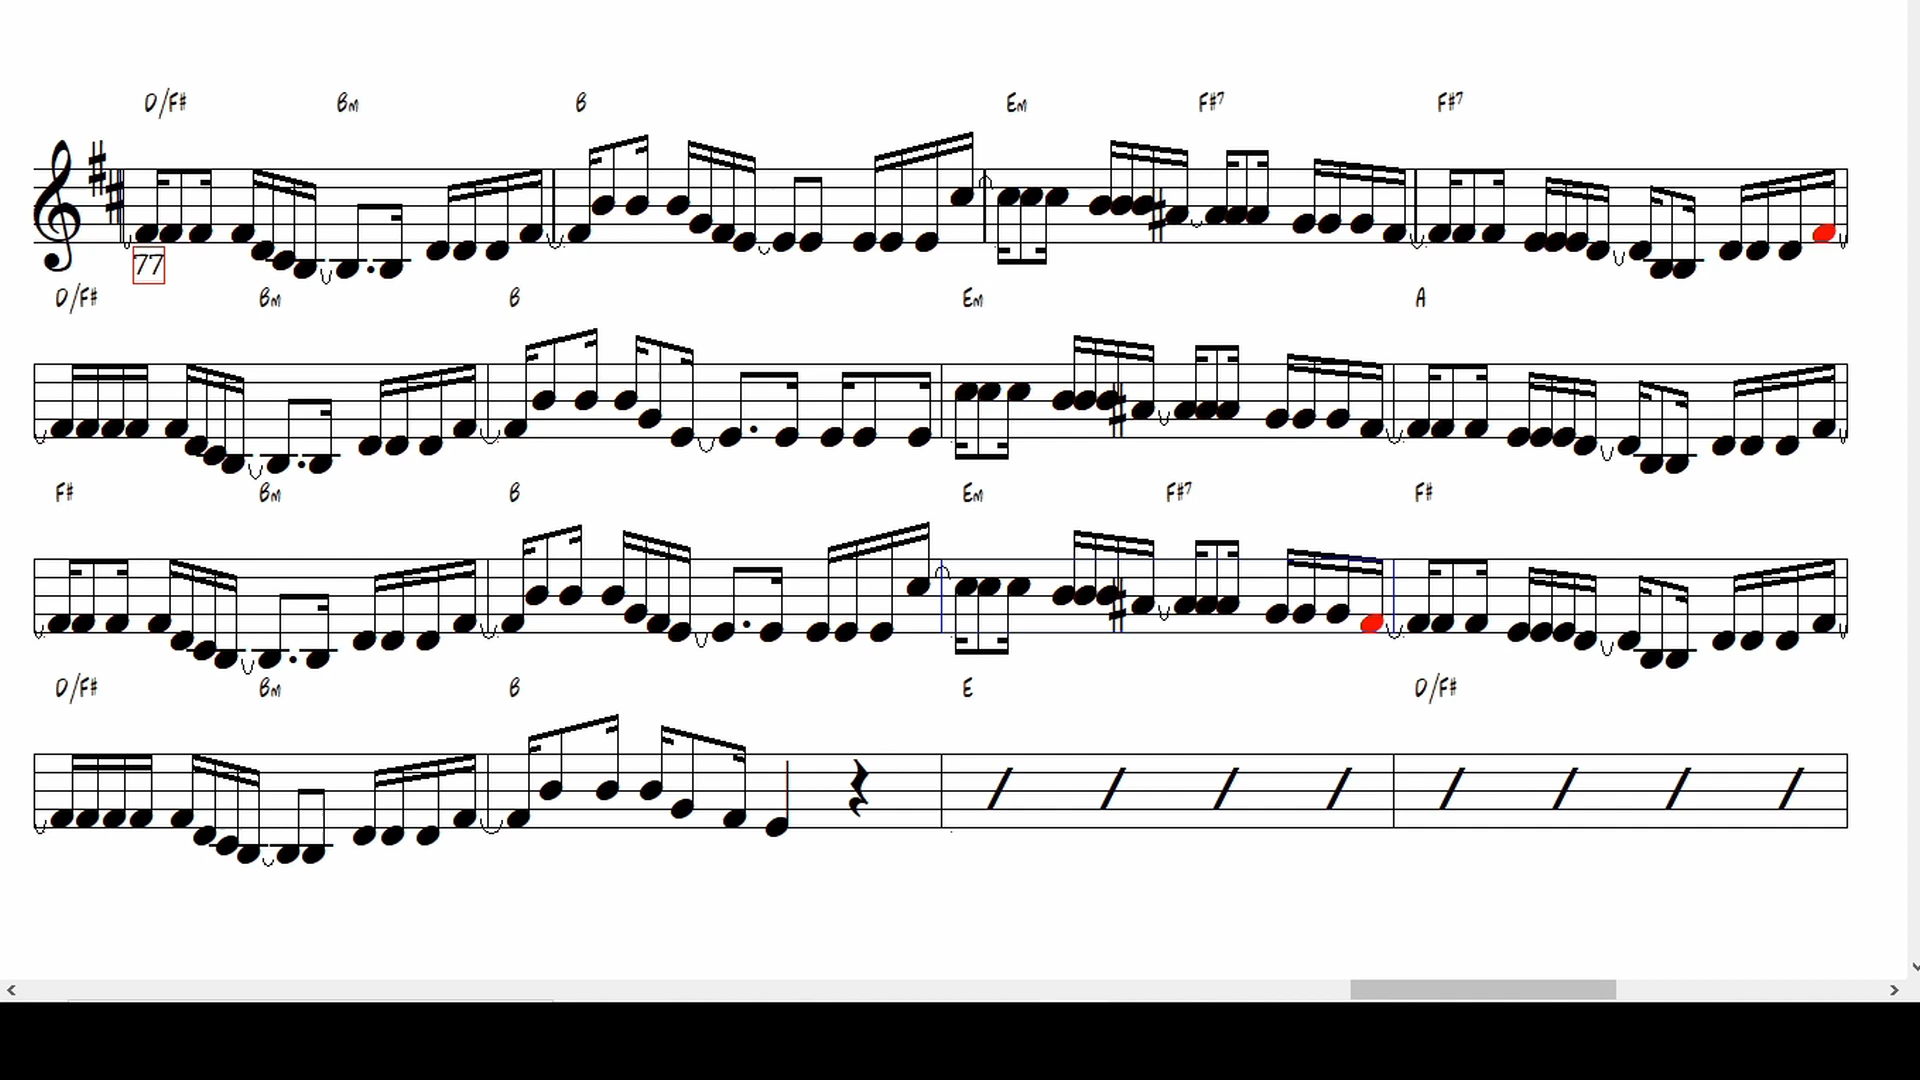 D/F# Bm B Em F#7 F#7
77
D/F# Bm B Em A
F# Bm B Em F#7 F#
D/F# Bm B E D/F#